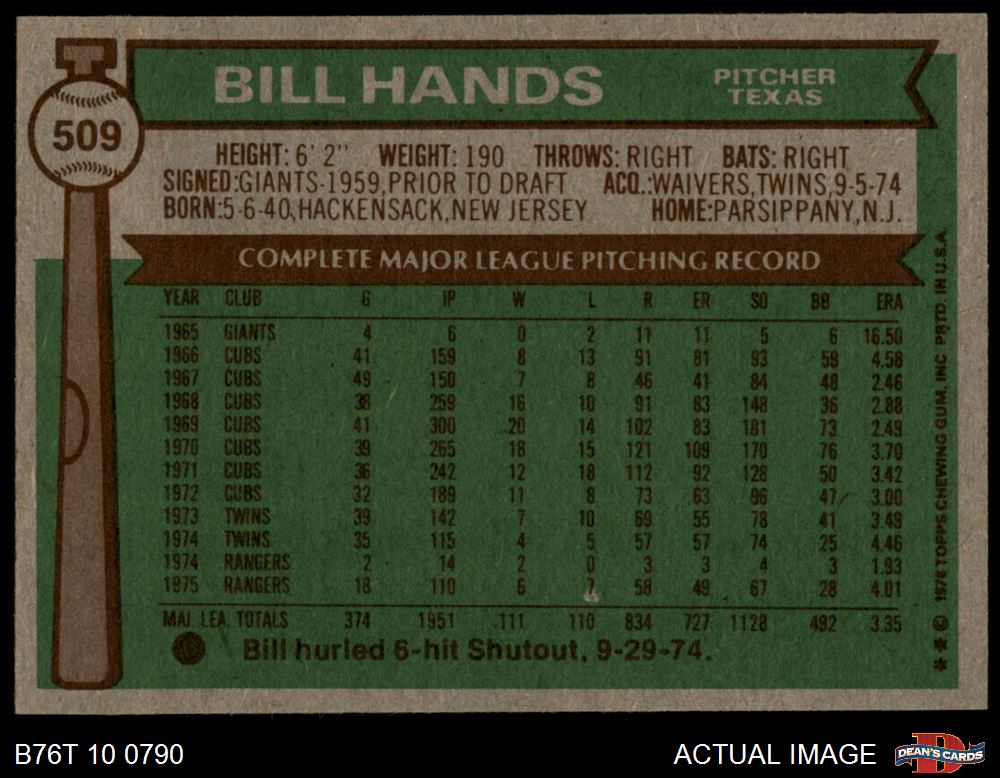 BILL HANDS PITCHER TEXAS
509
HEIGHT: 6' 2" WEIGHT: 190 THROWS: RIGHT BATS: RIGHT
SIGNED:GIANTS-1959,PRIOR TO DRAFT ACQ.:WAIVERS,TWINS,9-5-74
BORN:5-6-40,HACKENSACK,NEW JERSEY HOME:PARSIPPANY,N.J.
COMPLETE MAJOR LEAGUE PITCHING RECORD
YEAR CLUB G IP W L R ER SO BB ERA
1965 GIANTS 4 6 0 2 11 11 5 6 16.50
1966 CUBS 41 159 8 13 91 81 93 59 4.58
1967 CUBS 49 150 7 8 46 41 84 48 2.46
1968 CUBS 38 259 16 10 91 83 148 36 2.88
1969 CUBS 41 300 20 14 102 83 181 73 2.49
1970 CUBS 39 265 18 15 121 109 170 76 3.70
1971 CUBS 36 242 12 18 112 92 128 50 3.42
1972 CUBS 32 189 11 8 73 63 96 47 3.00
1973 TWINS 39 142 7 10 69 55 78 41 3.49
1974 TWINS 35 115 4 5 57 57 74 25 4.46
1974 RANGERS 2 14 2 0 3 3 4 3 1.93
1975 RANGERS 18 110 6 7 58 49 67 28 4.01
MAJ. LEA. TOTALS 374 1951 111 110 834 727 1128 492 3.35
Bill hurled 6-hit Shutout, 9-29-74.
** © 1976 TOPPS CHEWING GUM, INC PRTD. IN U.S.A.
B76T 10 0790
ACTUAL IMAGE
DEAN'S CARDS